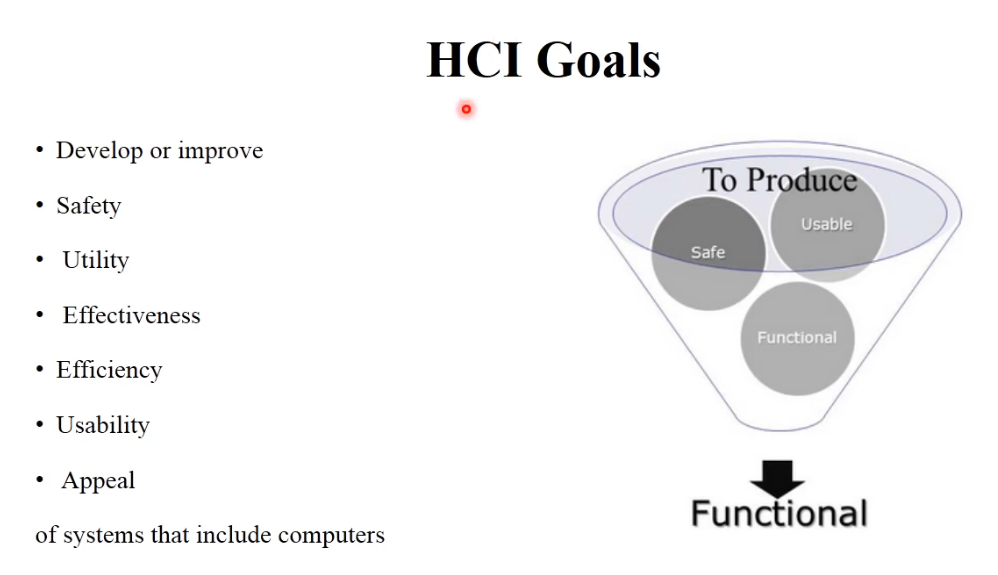 HCI Goals
• Develop or improve
• Safety
• Utility
• Effectiveness
• Efficiency
• Usability
• Appeal
of systems that include computers
To Produce
Usable
Safe
Functional
Functional